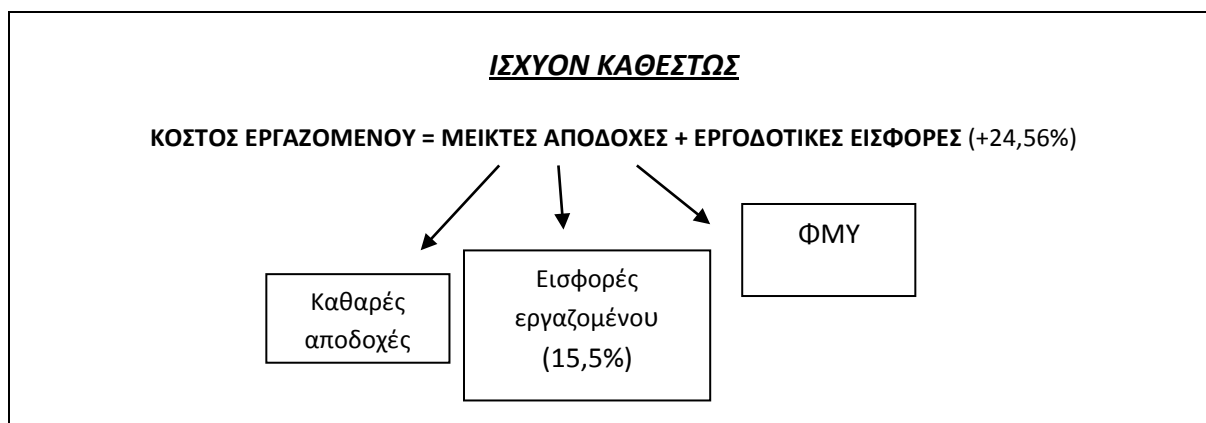 ΙΣΧΥΟΝ ΚΑΘΕΣΤΩΣ
ΚΟΣΤΟΣ ΕΡΓΑΖΟΜΕΝΟΥ = ΜΕΙΚΤΕΣ ΑΠΟΔΟΧΕΣ + ΕΡΓΟΔΟΤΙΚΕΣ ΕΙΣΦΟΡΕΣ (+24,56%)
Καθαρές
αποδοχές
Εισφορές
εργαζομένου
(15,5%)
ΦΜΥ